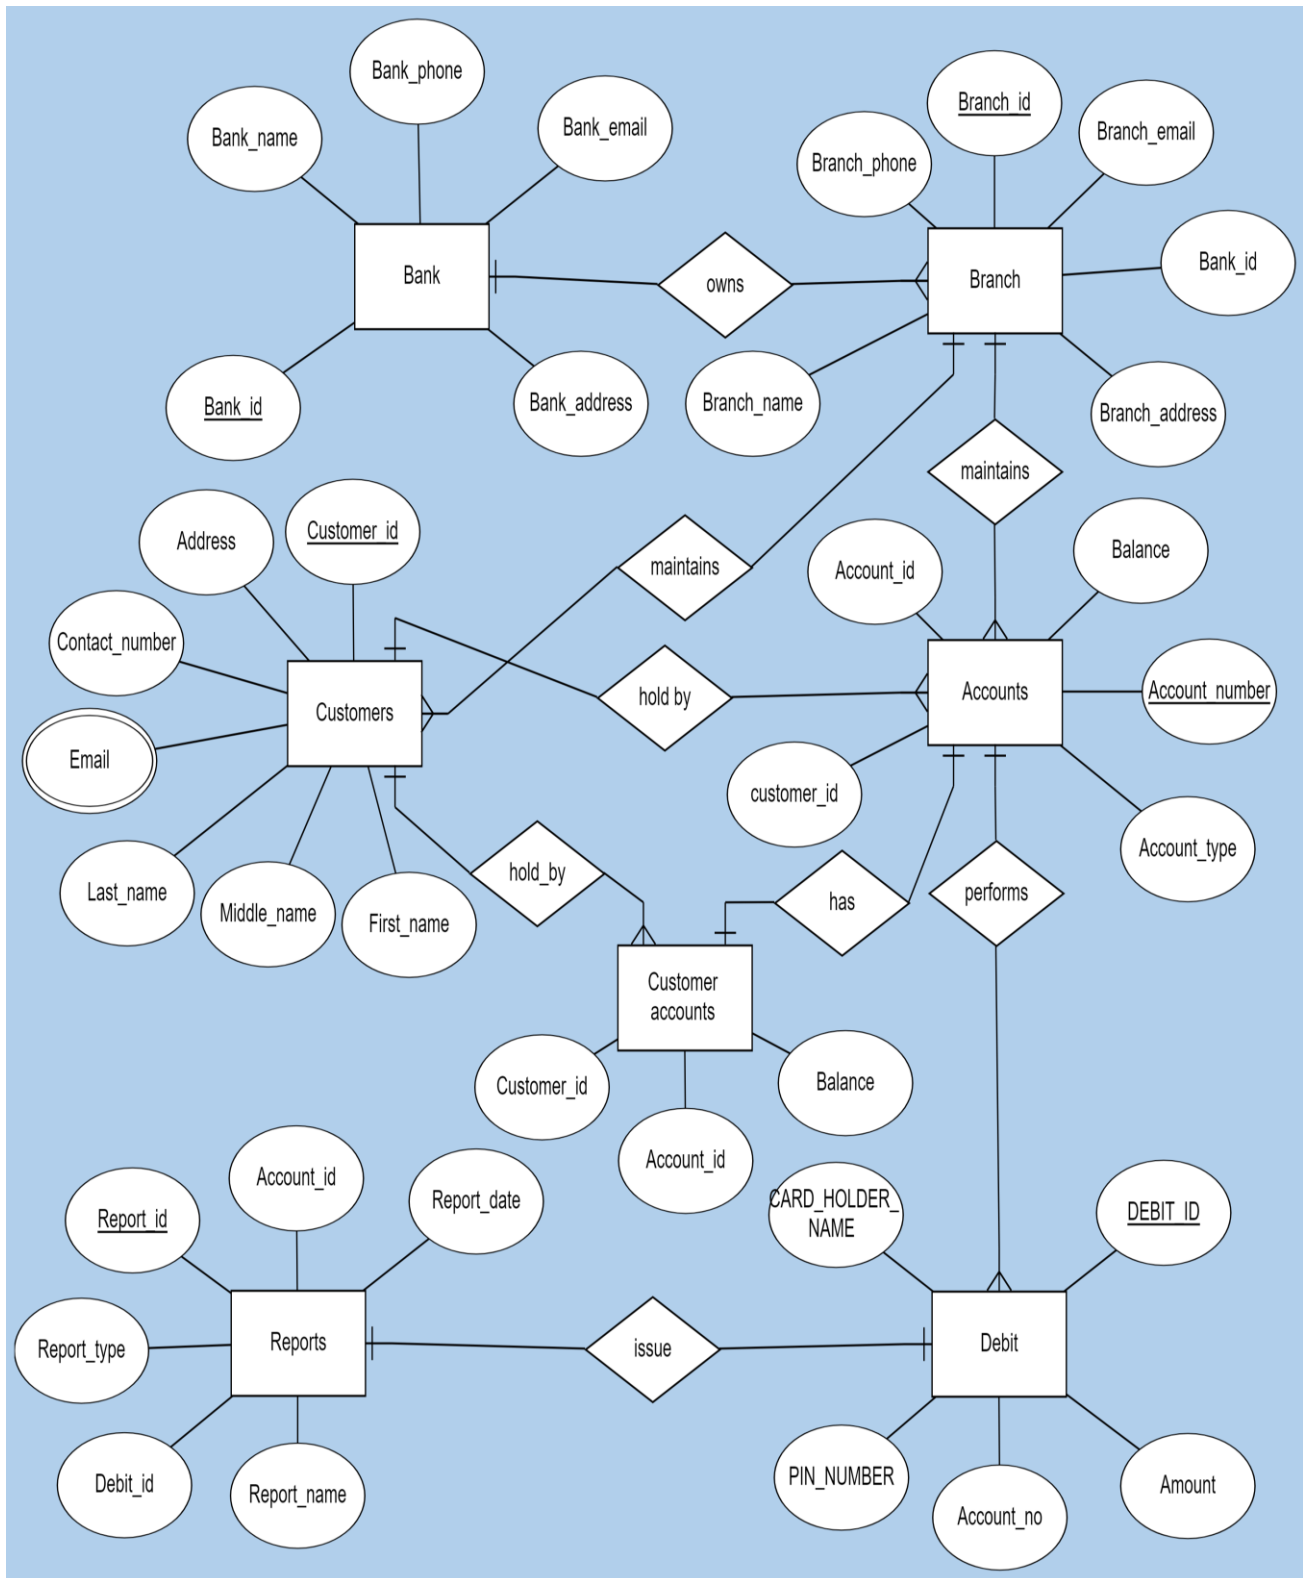 Bank_phone
Bank_name
Bank_email
Branch_id
Branch_phone
Branch_email
Bank
owns
Branch
Bank_id
Bank_id
Bank_address
Branch_name
Branch_address
maintains
Address
Customer_id
Contact_number
maintains
Account_id
Balance
Customers
hold by
Accounts
Account_number
Email
customer_id
Account_type
Last_name
Middle_name
First_name
hold_by
has
performs
Customer
accounts
Customer_id
Account_id
Balance
Report_id
Account_id
Report_date
CARD_HOLDER_
NAME
DEBIT_ID
Report_type
Reports
issue
Debit
Debit_id
Report_name
PIN_NUMBER
Account_no
Amount